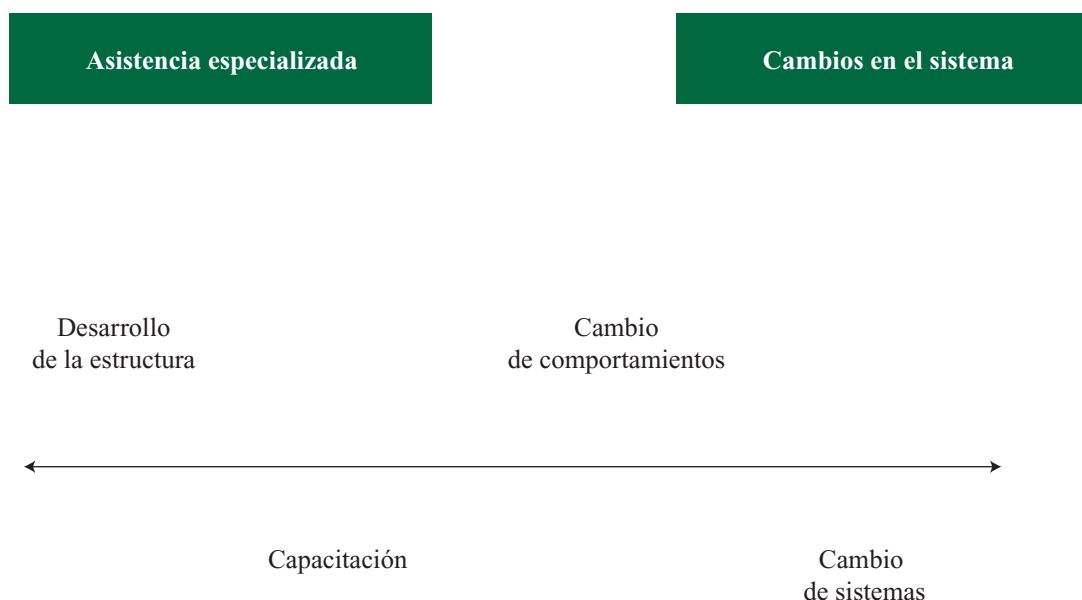 Asistencia especializada
Cambios en el sistema
Desarrollo
de la estructura
Cambio
de comportamientos
Capacitación
Cambio
de sistemas